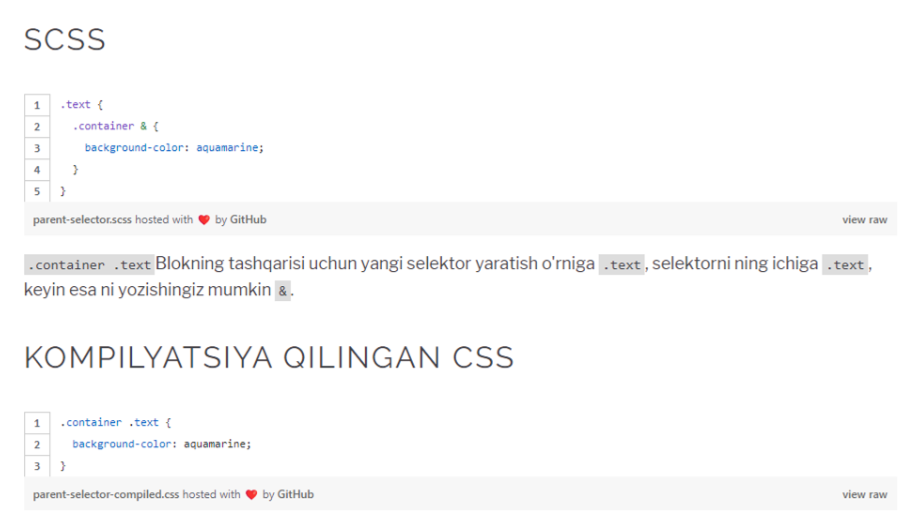 SCSS
1 .text {
2 .container & {
3 background-color: aquamarine;
4 }
5 }
parent-selector.scss hosted with ❤ by GitHub view raw
.container .text Blokning tashqarisi uchun yangi selektor yaratish o'rniga .text , selektorni ning ichiga .text ,
keyin esa ni yozishingiz mumkin & .
KOMPILYATSIYA QILINGAN CSS
1 .container .text {
2 background-color: aquamarine;
3 }
parent-selector-compiled.css hosted with ❤ by GitHub view raw